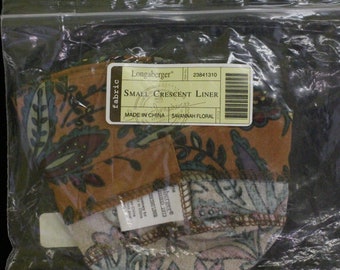 Longaberger®
23841310
fabric
SMALL CRESCENT LINER
MADE IN CHINA
SAVANNAH FLORAL